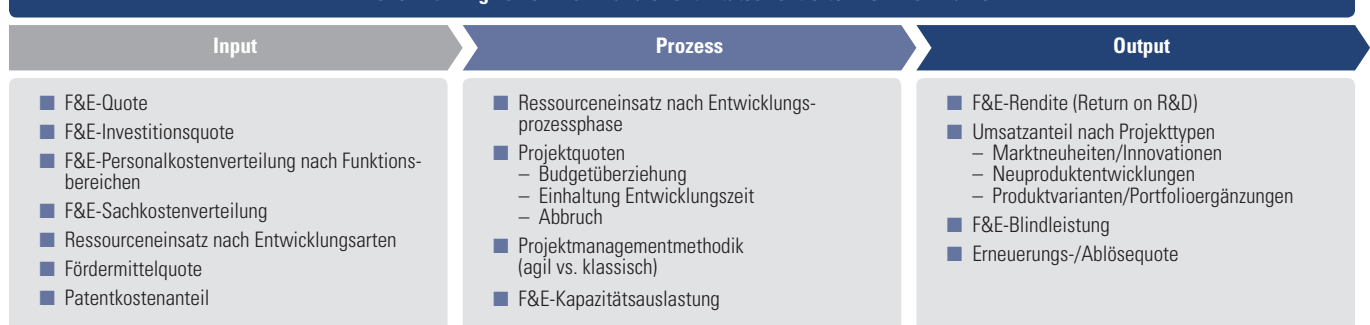 Input
Prozess
Output
■ F&E-Quote
■ F&E-Investitionsquote
■ F&E-Personalkostenverteilung nach Funktions-
bereichen
■ F&E-Sachkostenverteilung
■ Ressourceneinsatz nach Entwicklungsarten
■ Fördermittelquote
■ Patentkostenanteil
■ Ressourceneinsatz nach Entwicklungs-
prozessphase
■ Projektquoten
– Budgetüberziehung
– Einhaltung Entwicklungszeit
– Abbruch
■ Projektmanagementmethodik
(agil vs. klassisch)
■ F&E-Kapazitätsauslastung
■ F&E-Rendite (Return on R&D)
■ Umsatzanteil nach Projekttypen
– Marktneuheiten/Innovationen
– Neuproduktentwicklungen
– Produktvarianten/Portfolioergänzungen
■ F&E-Blindleistung
■ Erneuerungs-/Ablösequote